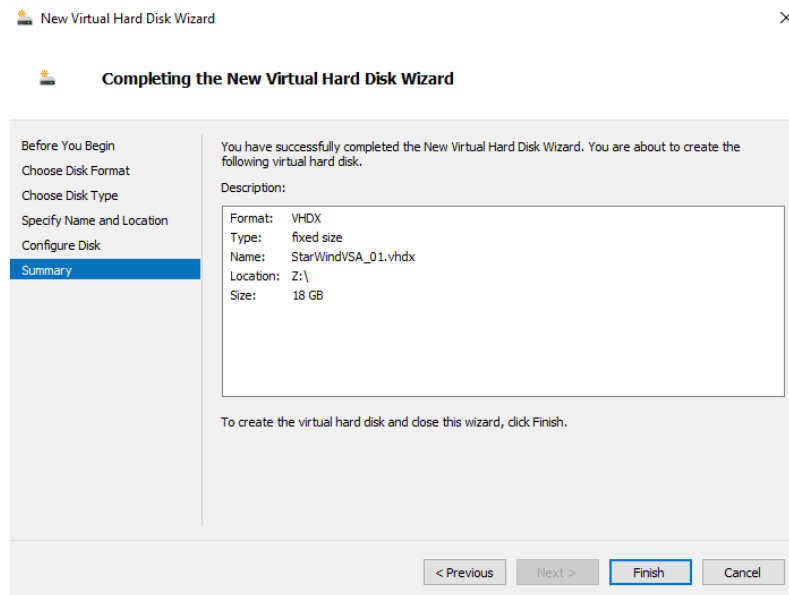 New Virtual Hard Disk Wizard
Completing the New Virtual Hard Disk Wizard
Before You Begin
Choose Disk Format
Choose Disk Type
Specify Name and Location
Configure Disk
Summary
You have successfully completed the New Virtual Hard Disk Wizard. You are about to create the
following virtual hard disk.
Description:
Format: VHDX
Type: fixed size
Name: StarWindVSA_01.vhdx
Location: Z:\
Size: 18 GB
To create the virtual hard disk and close this wizard, click Finish.
< Previous Next > Finish Cancel